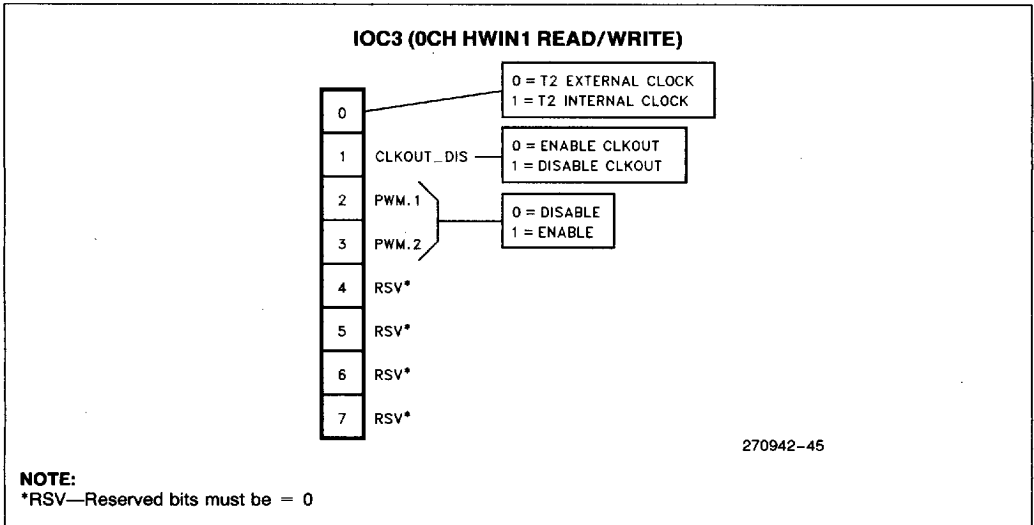 IOC3 (0CH HWIN1 READ/WRITE)
0 = T2 EXTERNAL CLOCK
1 = T2 INTERNAL CLOCK
0
1 CLKOUT_DIS
0 = ENABLE CLKOUT
1 = DISABLE CLKOUT
2 PWM.1
0 = DISABLE
1 = ENABLE
3 PWM.2
4 RSV*
5 RSV*
6 RSV*
7 RSV*
270942-45
NOTE:
*RSV—Reserved bits must be = 0